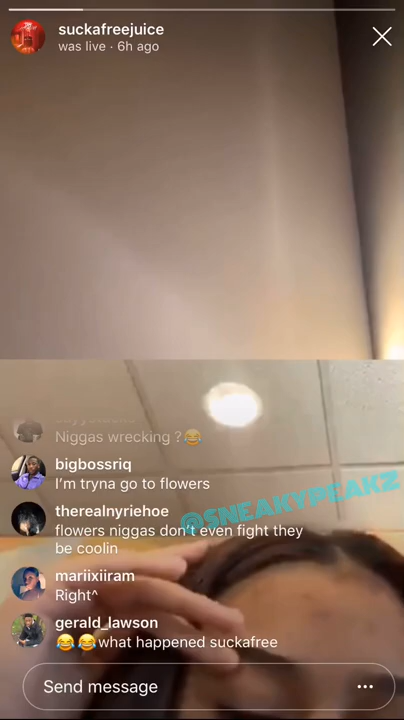 suckafreejuice
was live · 6h ago
Niggas wrecking ?😂
bigbossriq
I'm tryna go to flowers
@SNEAKYPEAKZ
therealnyriehoe
flowers niggas don't even fight they
be coolin
mariixiiram
Right^
gerald_lawson
😂😂what happened suckafree
Send message